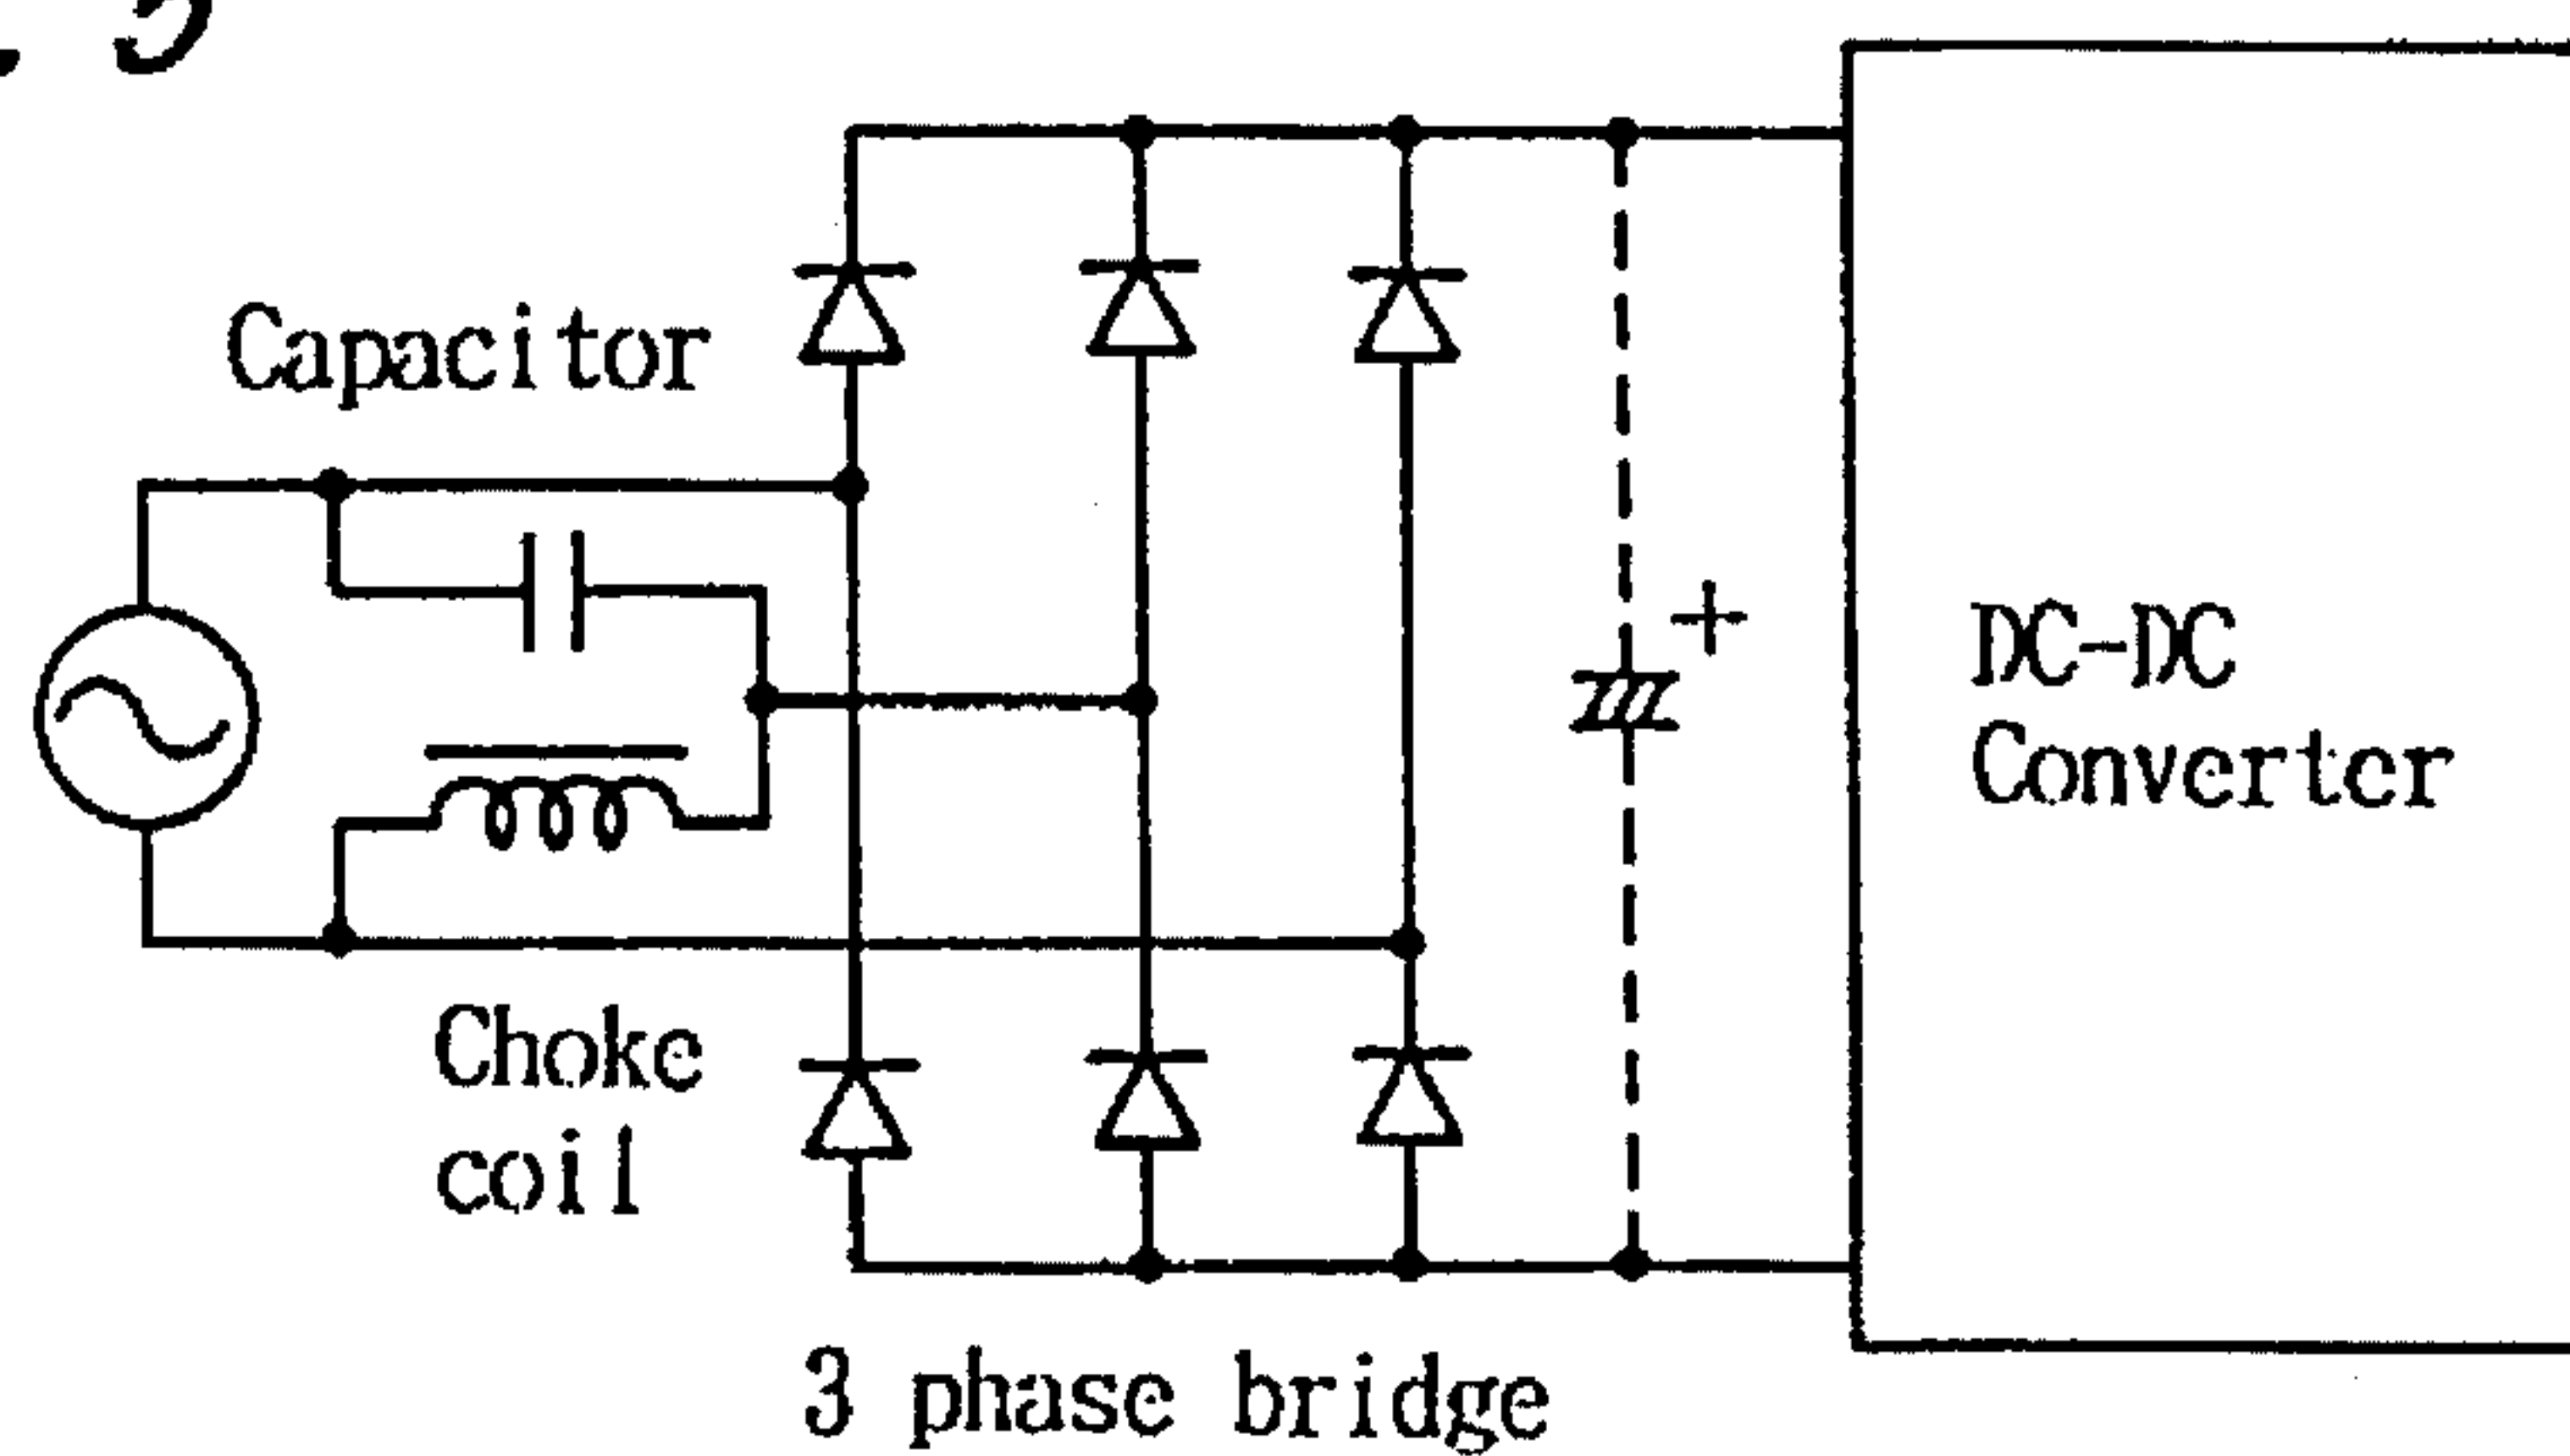 Capacitor
+
DC-DC
Converter
Choke
coil
3 phase bridge